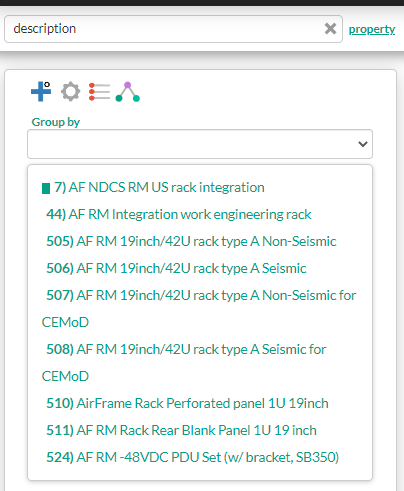 description
property
Group by
7) AF NDCS RM US rack integration
44) AF RM Integration work engineering rack
505) AF RM 19inch/42U rack type A Non-Seismic
506) AF RM 19inch/42U rack type A Seismic
507) AF RM 19inch/42U rack type A Non-Seismic for
CEMoD
508) AF RM 19inch/42U rack type A Seismic for
CEMoD
510) AirFrame Rack Perforated panel 1U 19inch
511) AF RM Rack Rear Blank Panel 1U 19 inch
524) AF RM -48VDC PDU Set (w/ bracket, SB350)